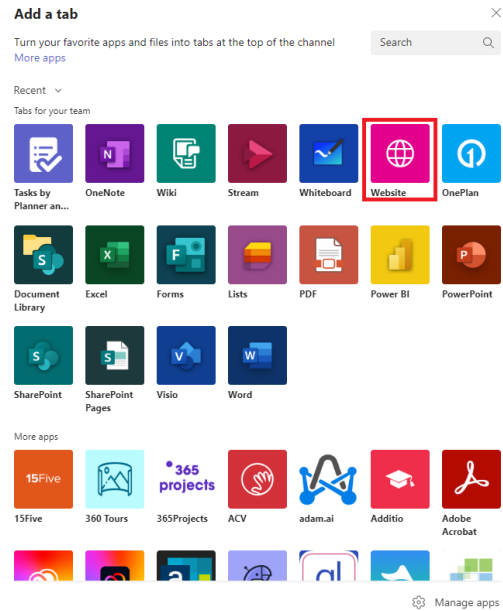 Add a tab
Turn your favorite apps and files into tabs at the top of the channel
More apps
Search
Recent
Tabs for your team
Tasks by Planner an...
OneNote
Wiki
Stream
Whiteboard
Website
OnePlan
Document Library
Excel
Forms
Lists
PDF
Power BI
PowerPoint
SharePoint
SharePoint Pages
Visio
Word
More apps
15Five
365 projects
15Five
360 Tours
365Projects
ACV
adam.ai
Additio
Adobe Acrobat
Manage apps